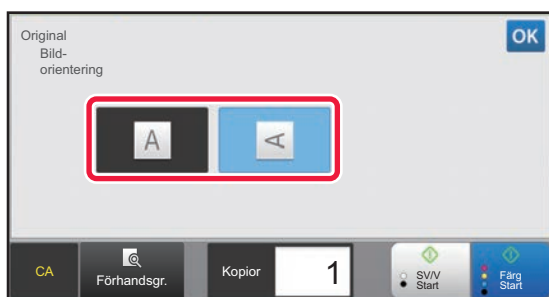 Original
Bild-
orientering
OK
A
A
CA
Förhandsgr.
Kopior
1
SV/V
Start
Färg
Start